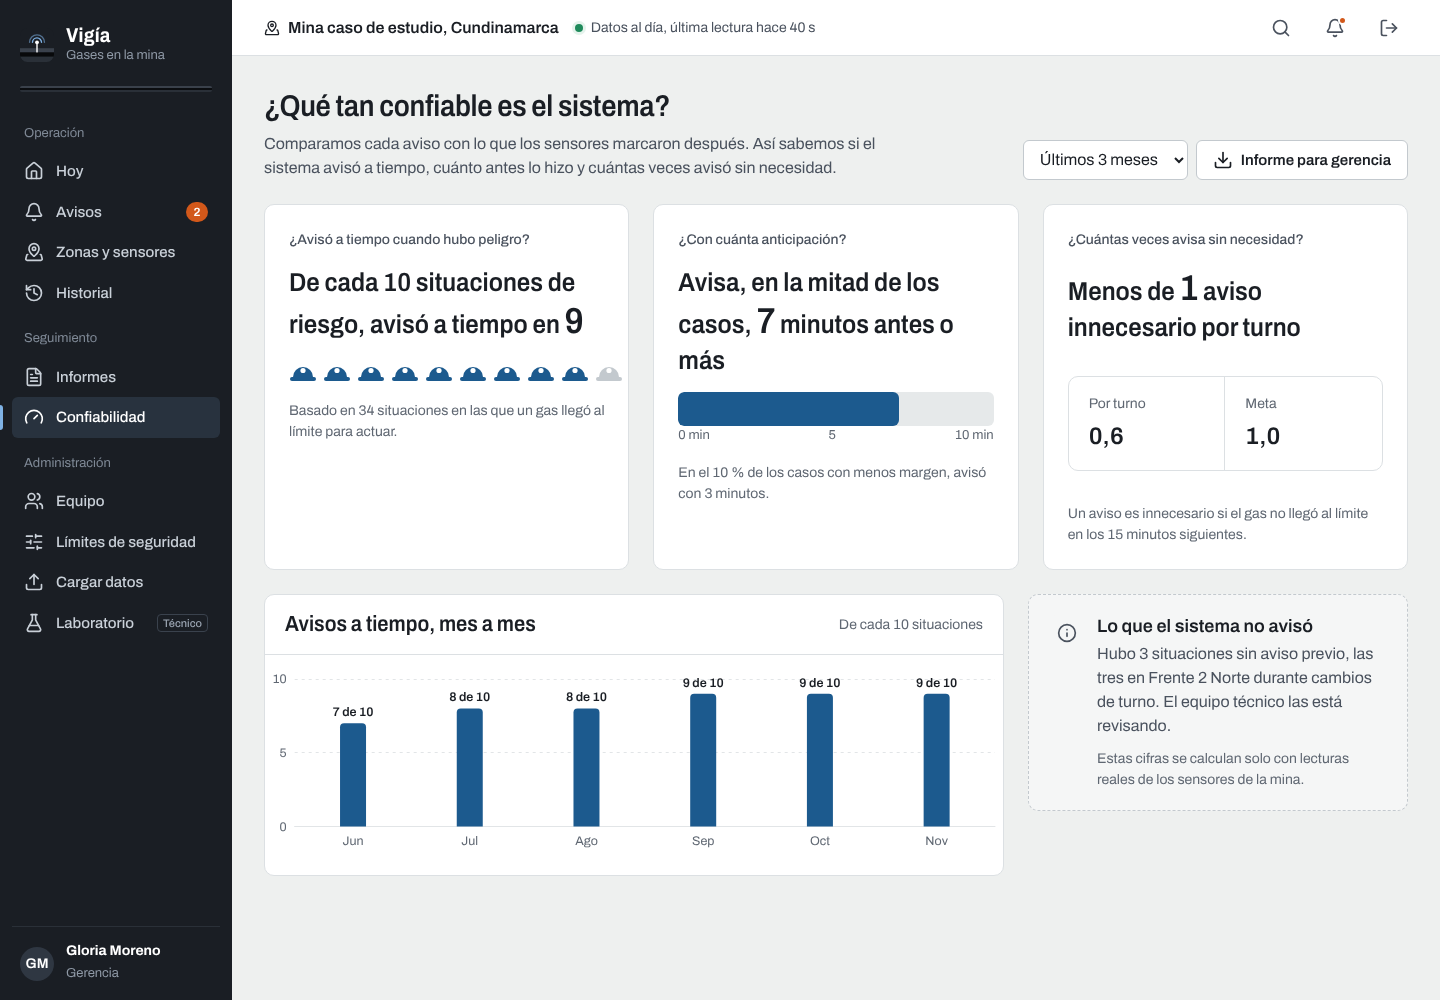 Vigía
Gases en la mina
Operación
Hoy
Avisos
2
Zonas y sensores
Historial
Seguimiento
Informes
Confiabilidad
Administración
Equipo
Límites de seguridad
Cargar datos
Laboratorio
Técnico
GM
Gloria Moreno
Gerencia
Mina caso de estudio, Cundinamarca
Datos al día, última lectura hace 40 s
¿Qué tan confiable es el sistema?
Comparamos cada aviso con lo que los sensores marcaron después. Así sabemos si el
sistema avisó a tiempo, cuánto antes lo hizo y cuántas veces avisó sin necesidad.
Últimos 3 meses
Informe para gerencia
¿Avisó a tiempo cuando hubo peligro?
De cada 10 situaciones de
riesgo, avisó a tiempo en 9
Basado en 34 situaciones en las que un gas llegó al
límite para actuar.
¿Con cuánta anticipación?
Avisa, en la mitad de los
casos, 7 minutos antes o
más
0 min
5
10 min
En el 10 % de los casos con menos margen, avisó
con 3 minutos.
¿Cuántas veces avisa sin necesidad?
Menos de 1 aviso
innecesario por turno
Por turno
0,6
Meta
1,0
Un aviso es innecesario si el gas no llegó al límite
en los 15 minutos siguientes.
Avisos a tiempo, mes a mes
De cada 10 situaciones
10
5
0
7 de 10
8 de 10
8 de 10
9 de 10
9 de 10
9 de 10
Jun
Jul
Ago
Sep
Oct
Nov
Lo que el sistema no avisó
Hubo 3 situaciones sin aviso previo, las
tres en Frente 2 Norte durante cambios
de turno. El equipo técnico las está
revisando.
Estas cifras se calculan solo con lecturas
reales de los sensores de la mina.